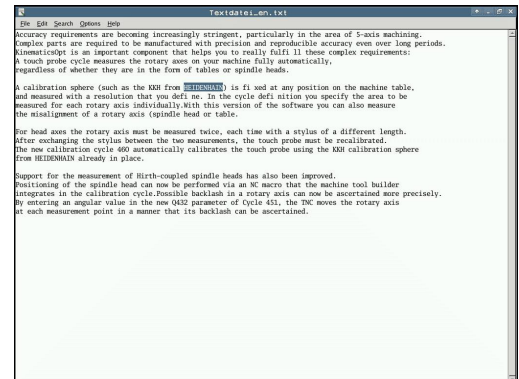 Textdatei_en.txt
File Edit Search Options Help
Accuracy requirements are becoming increasingly stringent, particularly in the area of 5-axis machining.
Complex parts are required to be manufactured with precision and reproducible accuracy even over long periods.
KinematicsOpt is an important component that helps you to really fulfi ll these complex requirements:
A touch probe cycle measures the rotary axes on your machine fully automatically,
regardless of whether they are in the form of tables or spindle heads.

A calibration sphere (such as the KKH from HEIDENHAIN) is fi xed at any position on the machine table,
and measured with a resolution that you defi ne. In the cycle defi nition you specify the area to be
measured for each rotary axis individually.With this version of the software you can also measure
the misalignment of a rotary axis (spindle head or table.

For head axes the rotary axis must be measured twice, each time with a stylus of a different length.
After exchanging the stylus between the two measurements, the touch probe must be recalibrated.
The new calibration cycle 460 automatically calibrates the touch probe using the KKH calibration sphere
from HEIDENHAIN already in place.

Support for the measurement of Hirth-coupled spindle heads has also been improved.
Positioning of the spindle head can now be performed via an NC macro that the machine tool builder
integrates in the calibration cycle.Possible backlash in a rotary axis can now be ascertained more precisely.
By entering an angular value in the new Q432 parameter of Cycle 451, the TNC moves the rotary axis
at each measurement point in a manner that its backlash can be ascertained.